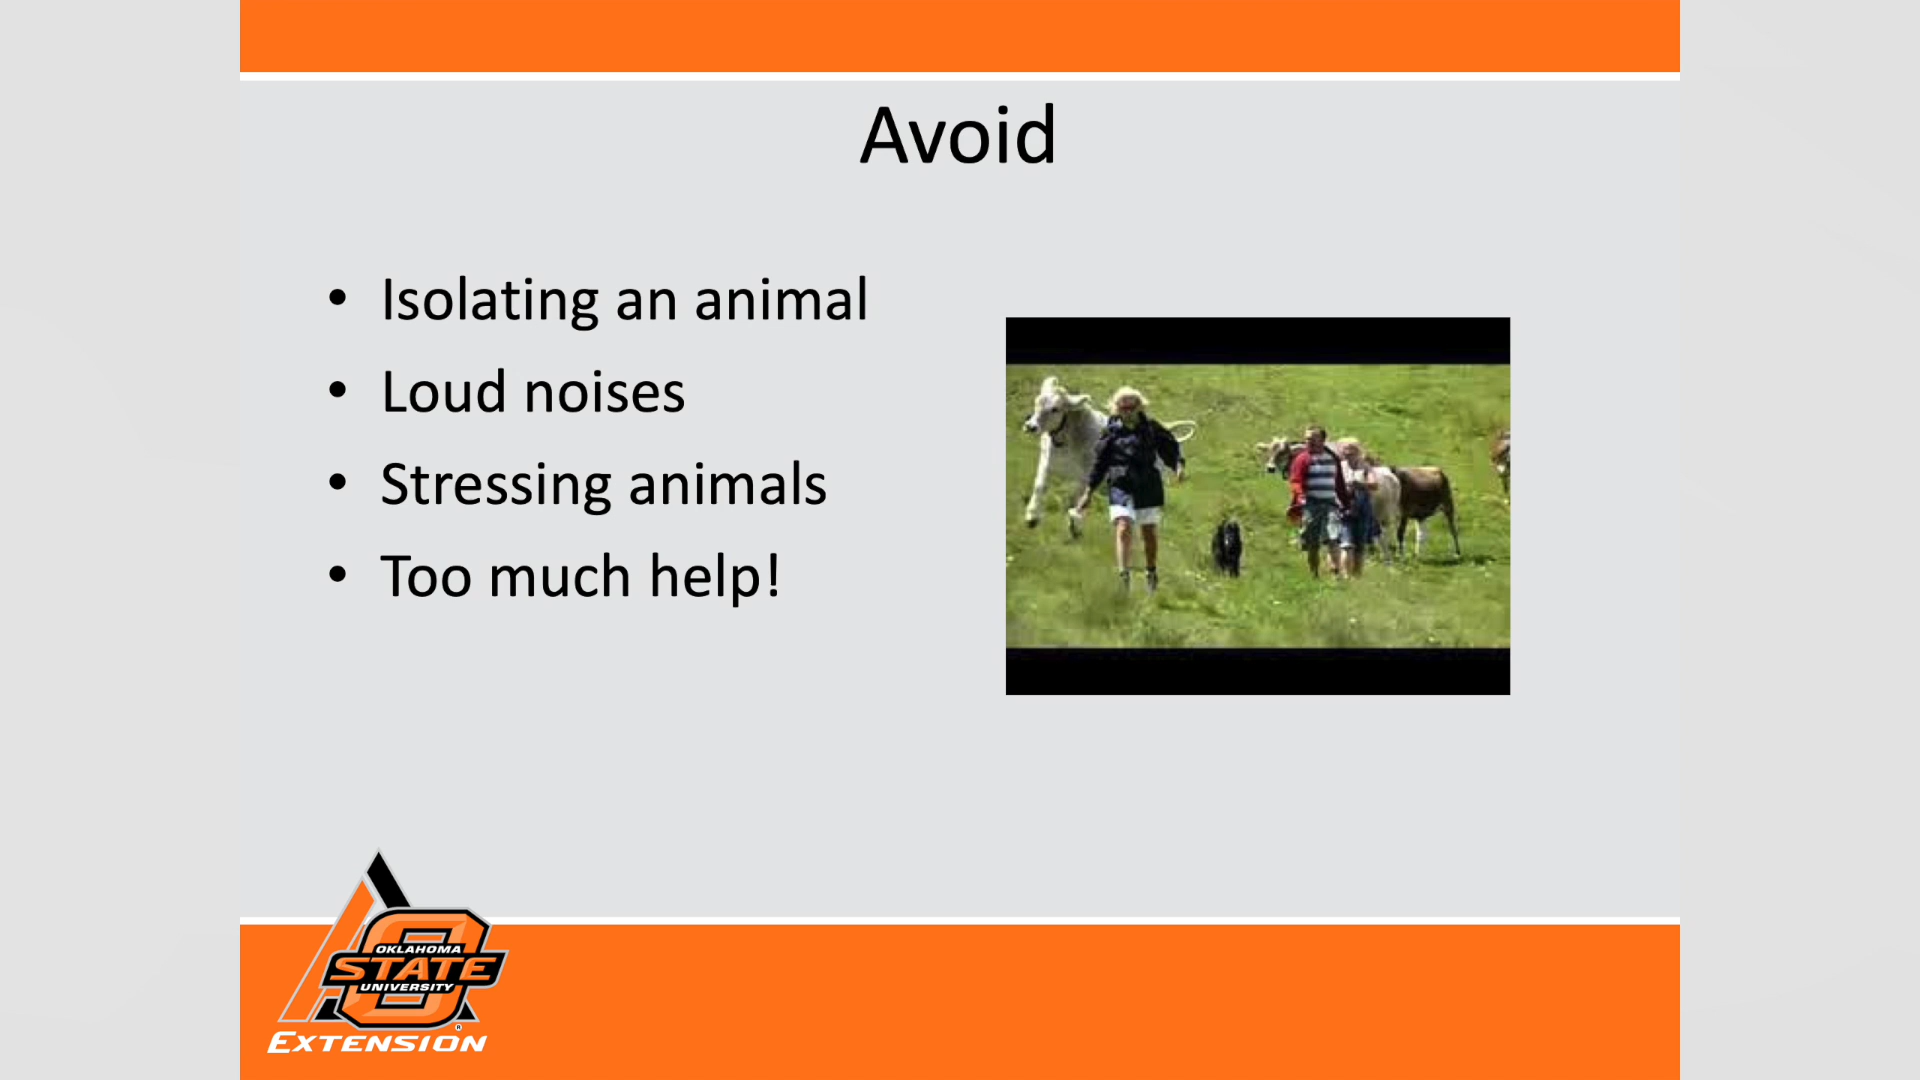 Avoid
• Isolating an animal
• Loud noises
• Stressing animals
• Too much help!
OKLAHOMA
STATE
UNIVERSITY
®
EXTENSION